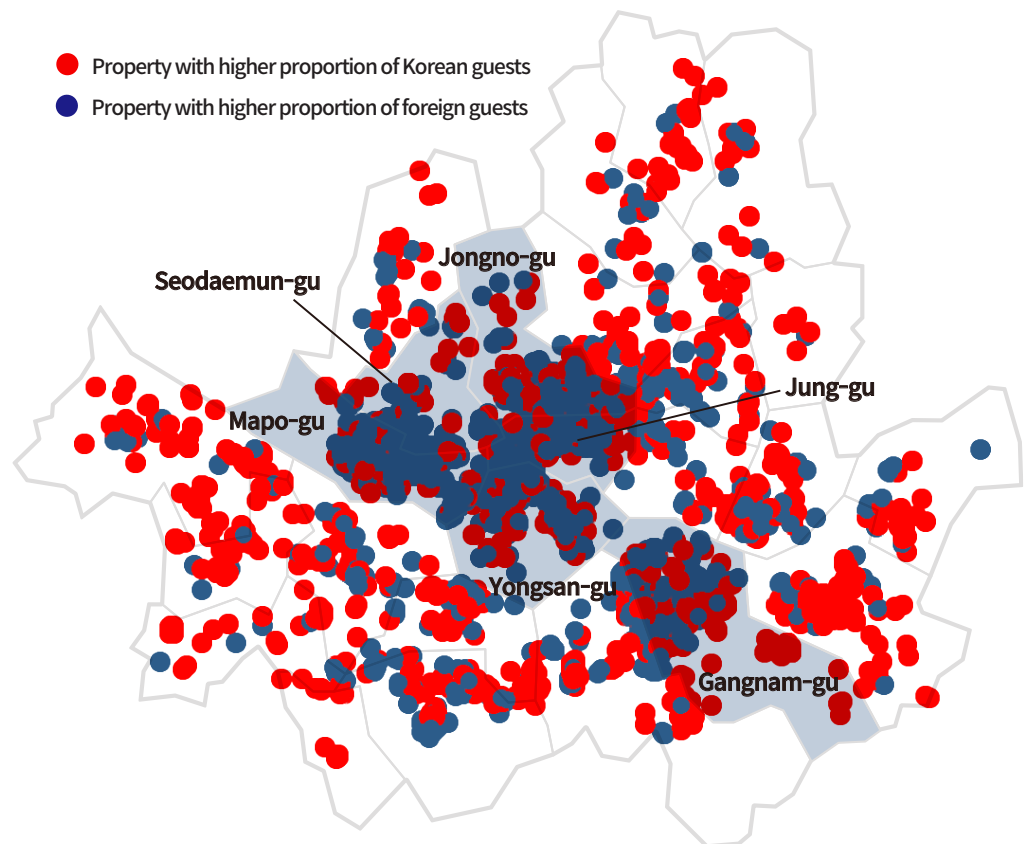 Property with higher proportion of Korean guests
Property with higher proportion of foreign guests
Jongno-gu
Seodaemun-gu
Jung-gu
Mapo-gu
Yongsan-gu
Gangnam-gu